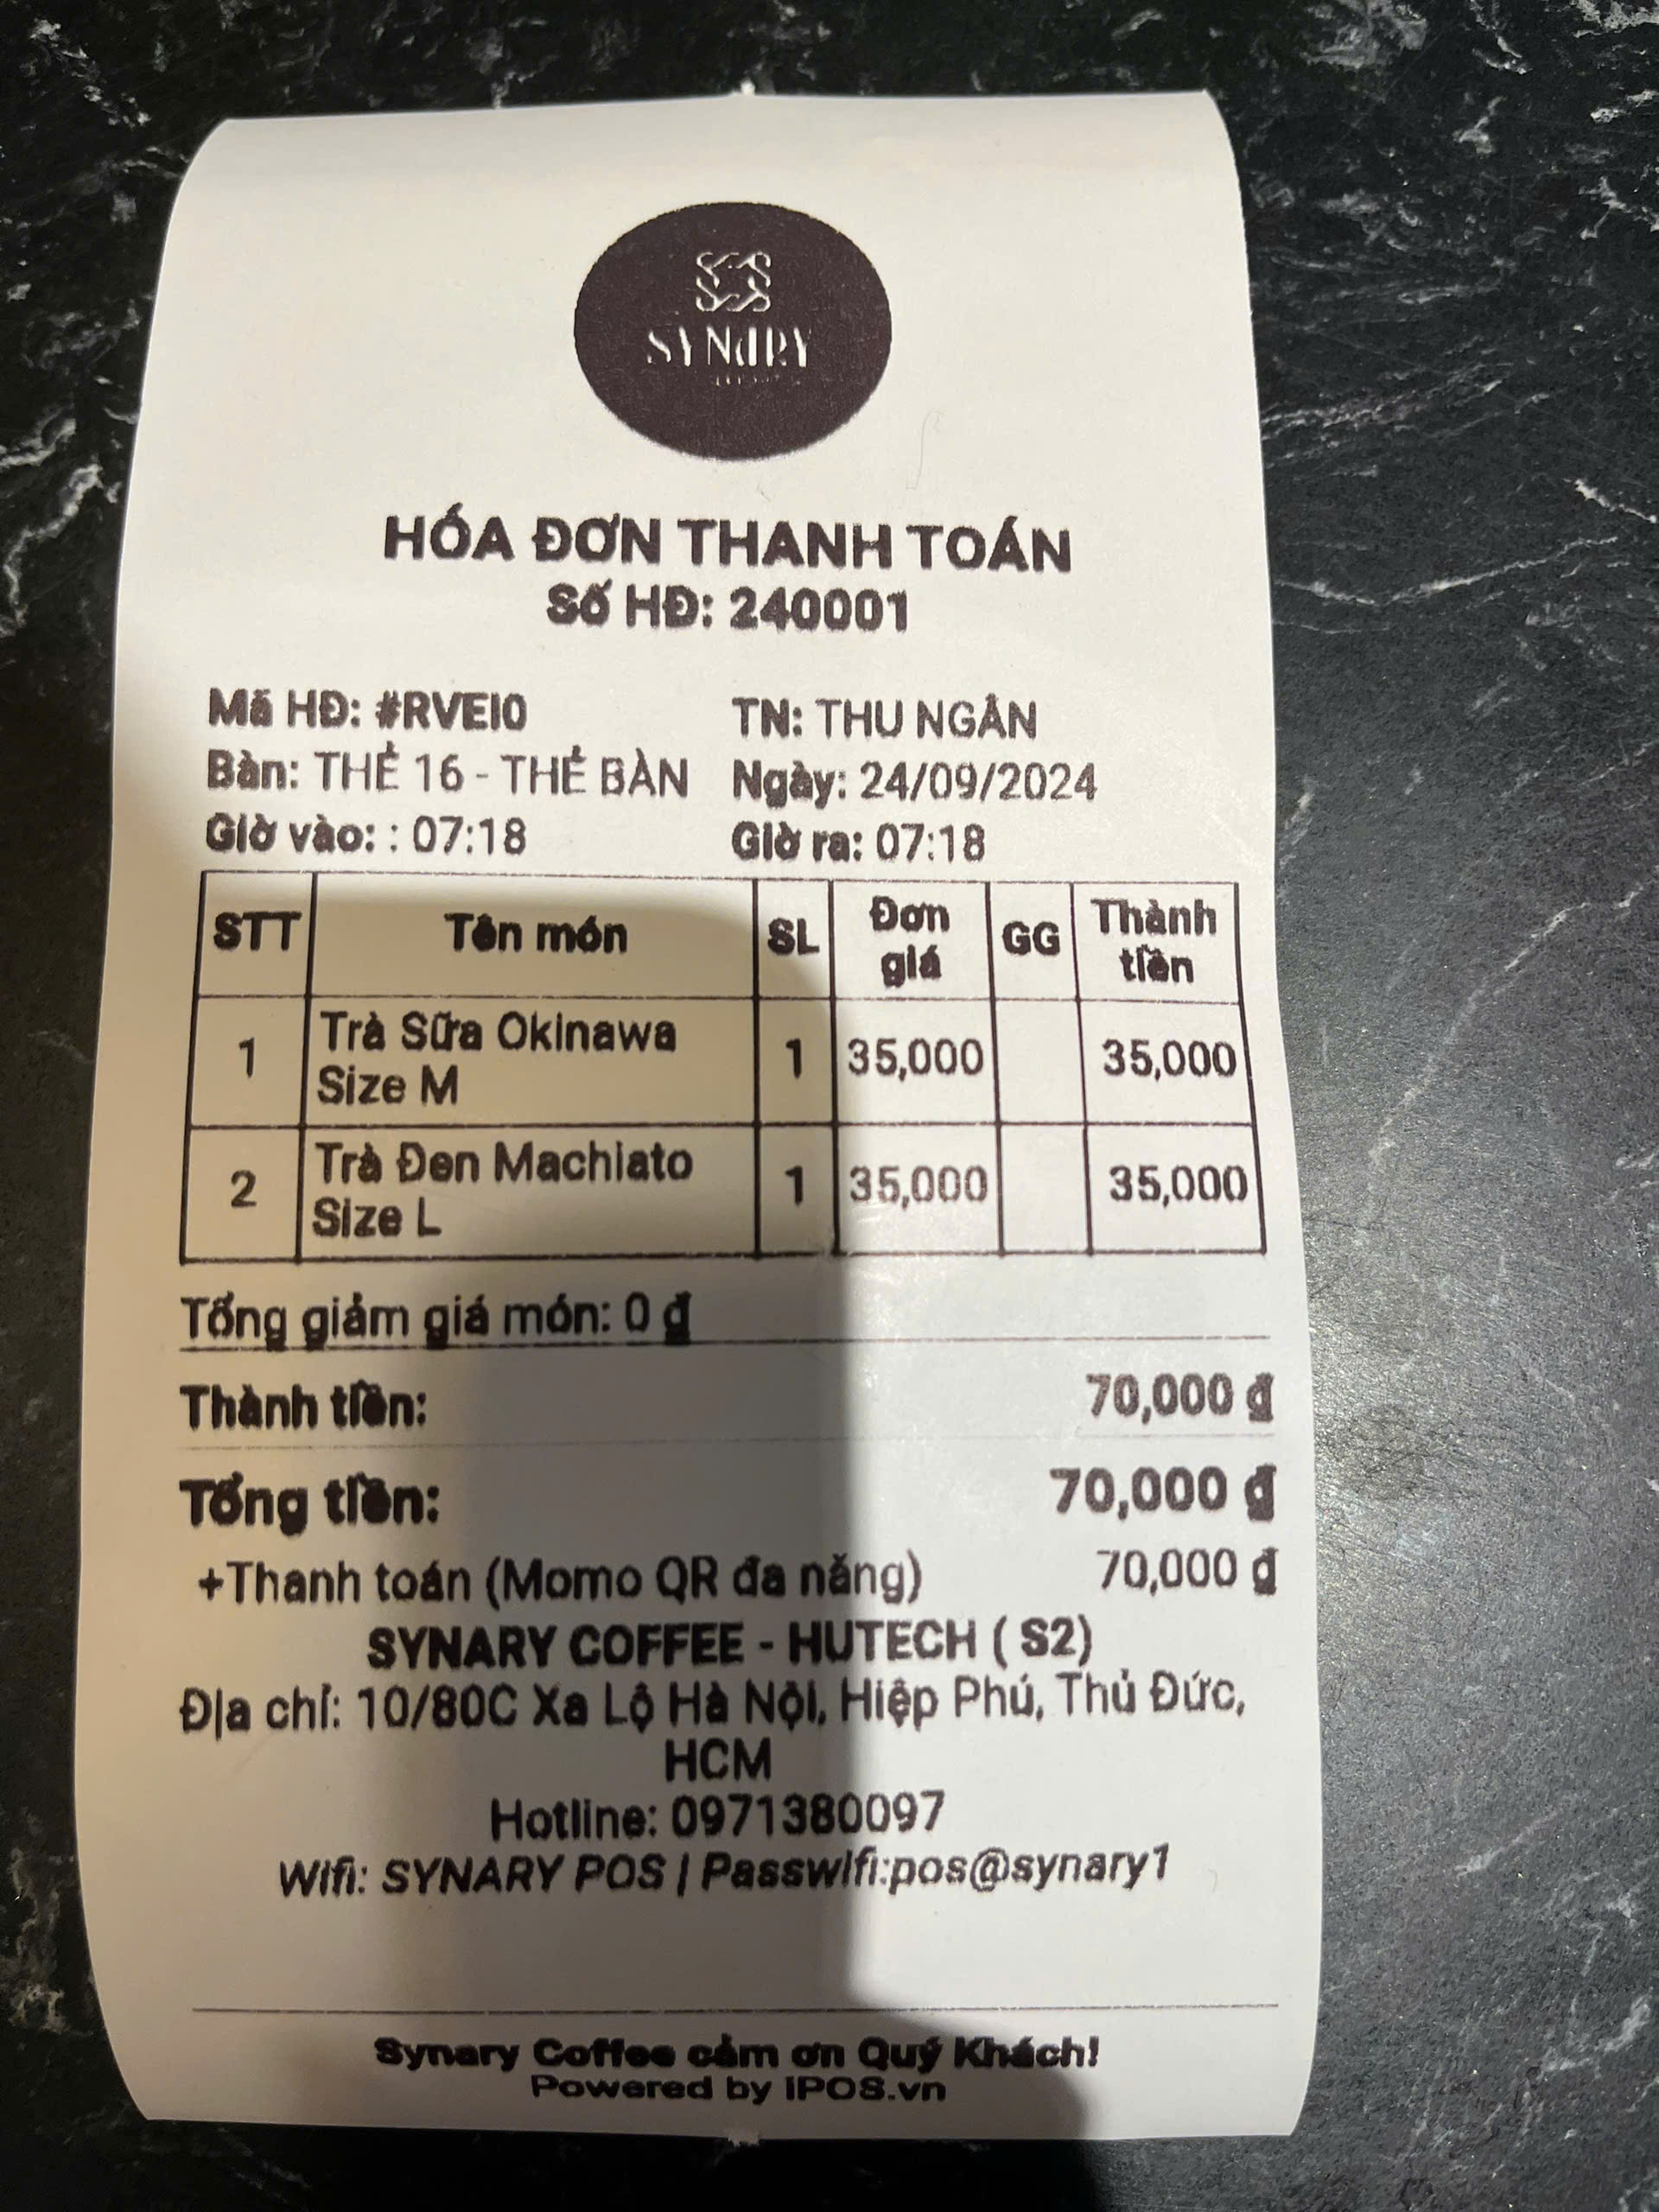 SYNARY
HÓA ĐƠN THANH TOÁN
Số HĐ: 240001
Mã HĐ: #RVEI0 TN: THU NGÂN
Bàn: THẺ 16 - THẺ BÀN Ngày: 24/09/2024
Giờ vào: : 07:18 Giờ ra: 07:18
STT Tên món SL Đơn giá GG Thành tiền
1 Trà Sữa Okinawa Size M 1 35,000 35,000
2 Trà Đen Machiato Size L 1 35,000 35,000
Tổng giảm giá món: 0 ₫
Thành tiền: 70,000 ₫
Tổng tiền: 70,000 ₫
+Thanh toán (Momo QR đa năng) 70,000 ₫
SYNARY COFFEE - HUTECH ( S2)
Địa chỉ: 10/80C Xa Lộ Hà Nội, Hiệp Phú, Thủ Đức,
HCM
Hotline: 0971380097
Wifi: SYNARY POS | Passwifi:pos@synary1
Synary Coffee cảm ơn Quý Khách!
Powered by iPOS.vn